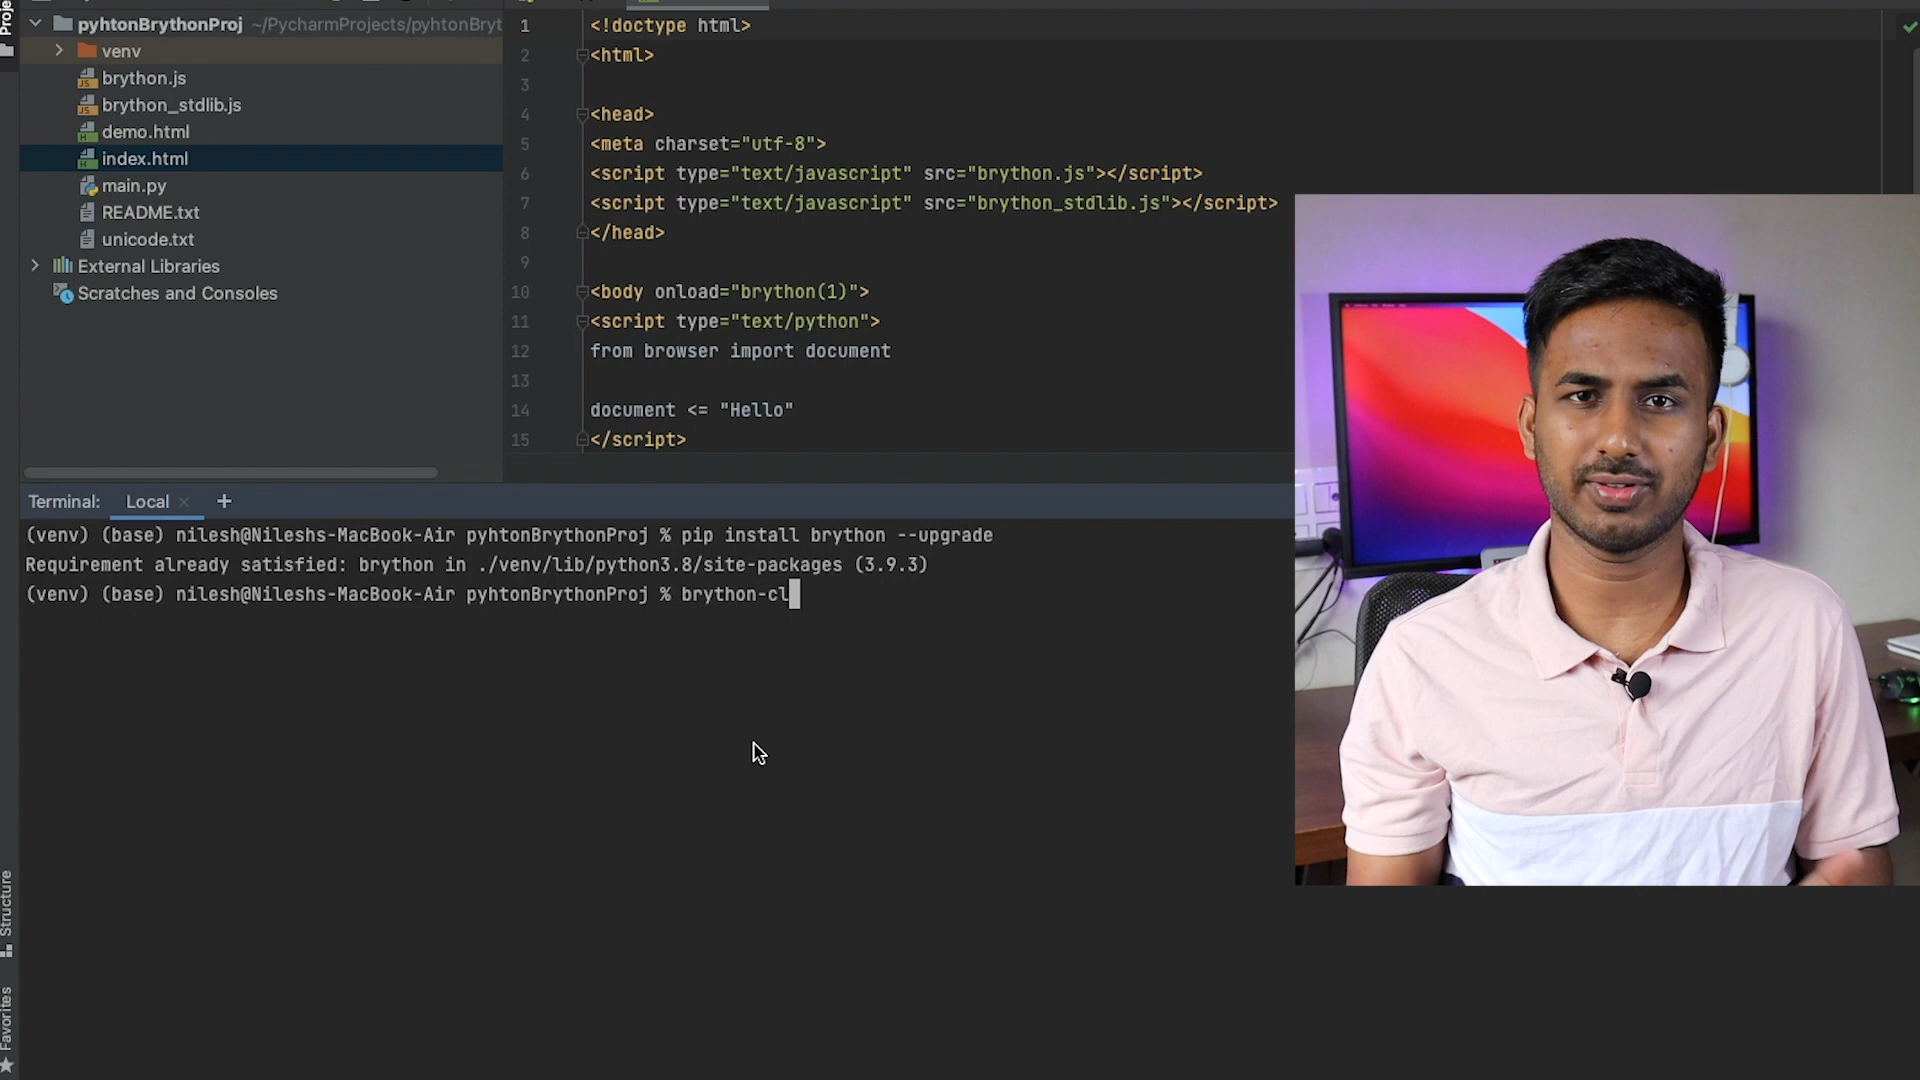 Proje
pyhtonBrythonProj ~/PycharmProjects/pyhtonBryt
venv
brython.js
brython_stdlib.js
demo.html
index.html
main.py
README.txt
unicode.txt
External Libraries
Scratches and Consoles
1 <!doctype html>
2 <html>
3
4 <head>
5 <meta charset="utf-8">
6 <script type="text/javascript" src="brython.js"></script>
7 <script type="text/javascript" src="brython_stdlib.js"></script>
8 </head>
9
10 <body onload="brython(1)">
11 <script type="text/python">
12 from browser import document
13
14 document <= "Hello"
15 </script>
Terminal: Local × +
(venv) (base) nilesh@Nileshs-MacBook-Air pyhtonBrythonProj % pip install brython --upgrade
Requirement already satisfied: brython in ./venv/lib/python3.8/site-packages (3.9.3)
(venv) (base) nilesh@Nileshs-MacBook-Air pyhtonBrythonProj % brython-cl
Structure
Favorites